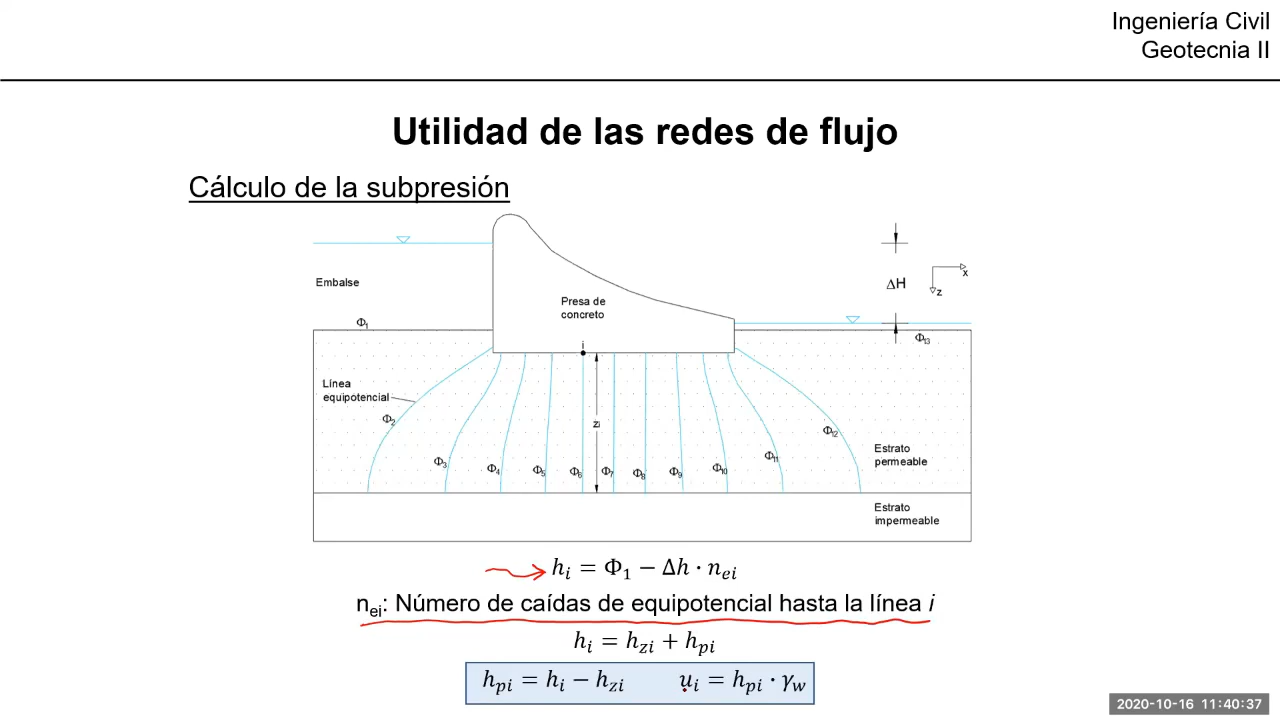 Ingeniería Civil
Geotecnia II
Utilidad de las redes de flujo
Cálculo de la subpresión
Embalse
Presa de
concreto
ΔH
x
z
Φ1
Φ13
i
Línea
equipotencial
zi
Φ2
Φ3
Φ4
Φ5
Φ6
Φ7
Φ8
Φ9
Φ10
Φ11
Φ12
Estrato
permeable
Estrato
impermeable
hᵢ = Φ₁ − Δh · nₑᵢ
nei: Número de caídas de equipotencial hasta la línea i
hi = hzi + hpi
hpi = hi − hzi ui = hpi · γw
2020-10-16 11:40:37